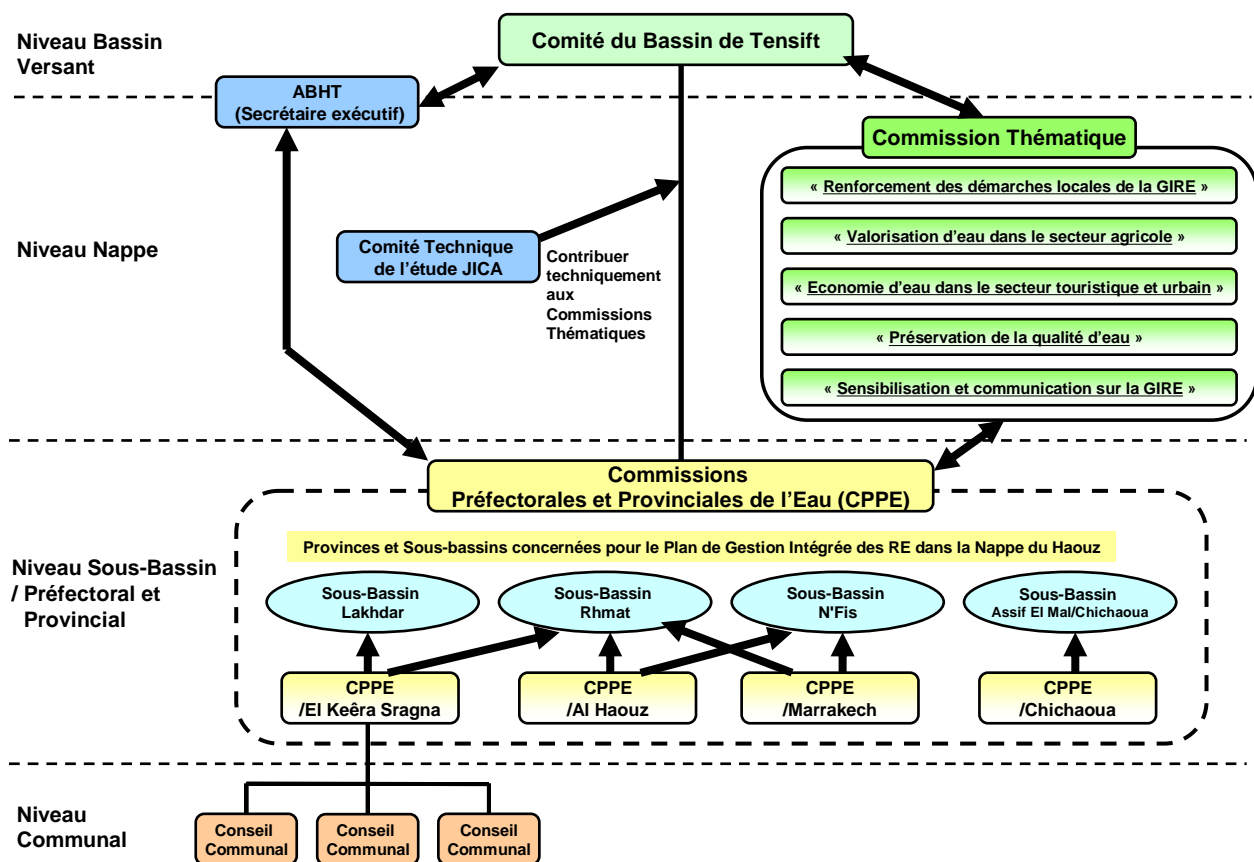 Niveau Bassin
Versant
Comité du Bassin de Tensift
ABHT
(Secrétaire exécutif)
Commission Thématique
« Renforcement des démarches locales de la GIRE »
« Valorisation d'eau dans le secteur agricole »
« Economie d'eau dans le secteur touristique et urbain »
« Préservation de la qualité d'eau »
« Sensibilisation et communication sur la GIRE »
Niveau Nappe
Comité Technique
de l'étude JICA
Contribuer
techniquement
aux
Commissions
Thématiques
Commissions
Préfectorales et Provinciales de l'Eau (CPPE)
Provinces et Sous-bassins concernées pour le Plan de Gestion Intégrée des RE dans la Nappe du Haouz
Niveau Sous-Bassin
/ Préfectoral et
Provincial
Sous-Bassin
Lakhdar
Sous-Bassin
Rhmat
Sous-Bassin
N'Fis
Sous-Bassin
Assif El Mal/Chichaoua
CPPE
/El Keêra Sragna
CPPE
/Al Haouz
CPPE
/Marrakech
CPPE
/Chichaoua
Niveau
Communal
Conseil
Communal
Conseil
Communal
Conseil
Communal